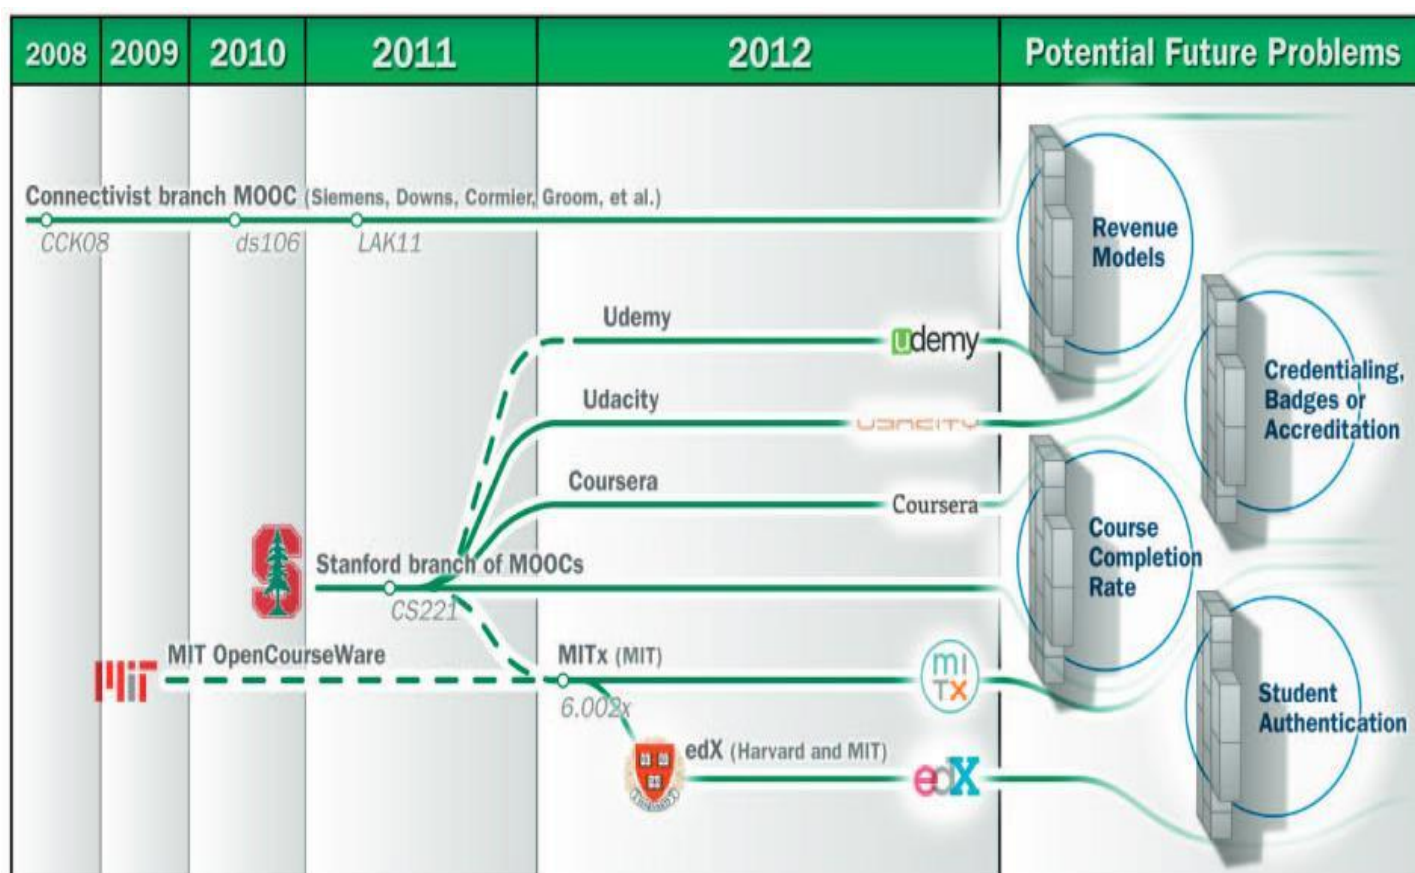 2008 2009 2010 2011 2012 Potential Future Problems
Connectivist branch MOOC (Siemens, Downs, Cormier, Groom, et al.)
CCK08 ds106 LAK11
Revenue
Models
Udemy
udemy
Credentialing,
Badges or
Accreditation
Udacity
UDACITY
Coursera
Coursera
Course
Completion
Rate
Stanford branch of MOOCs
S
CS221
MIT OpenCourseWare
MIT
MITx (MIT)
MI
TX
6.002x
Student
Authentication
edX (Harvard and MIT)
edX